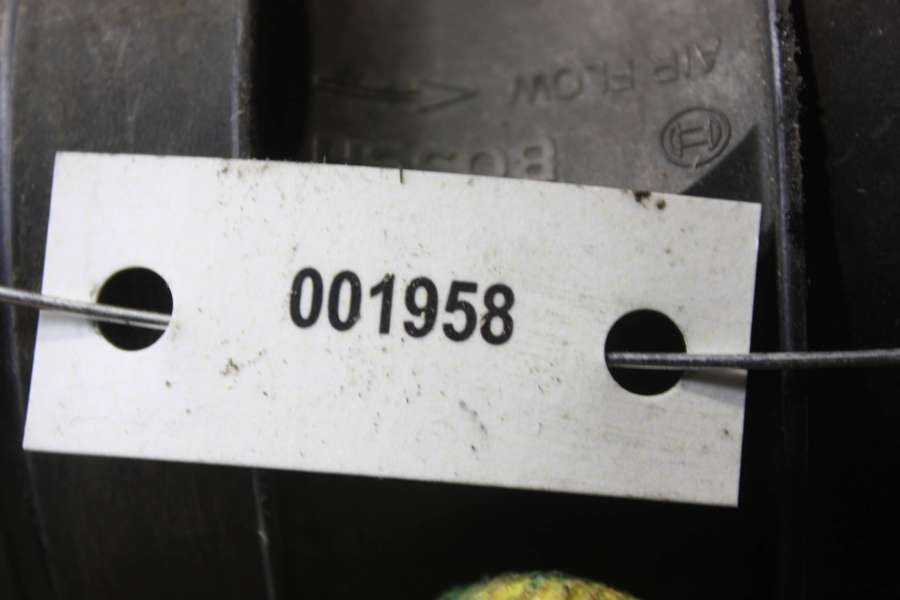 AIR FLOW
BOSCH
001958